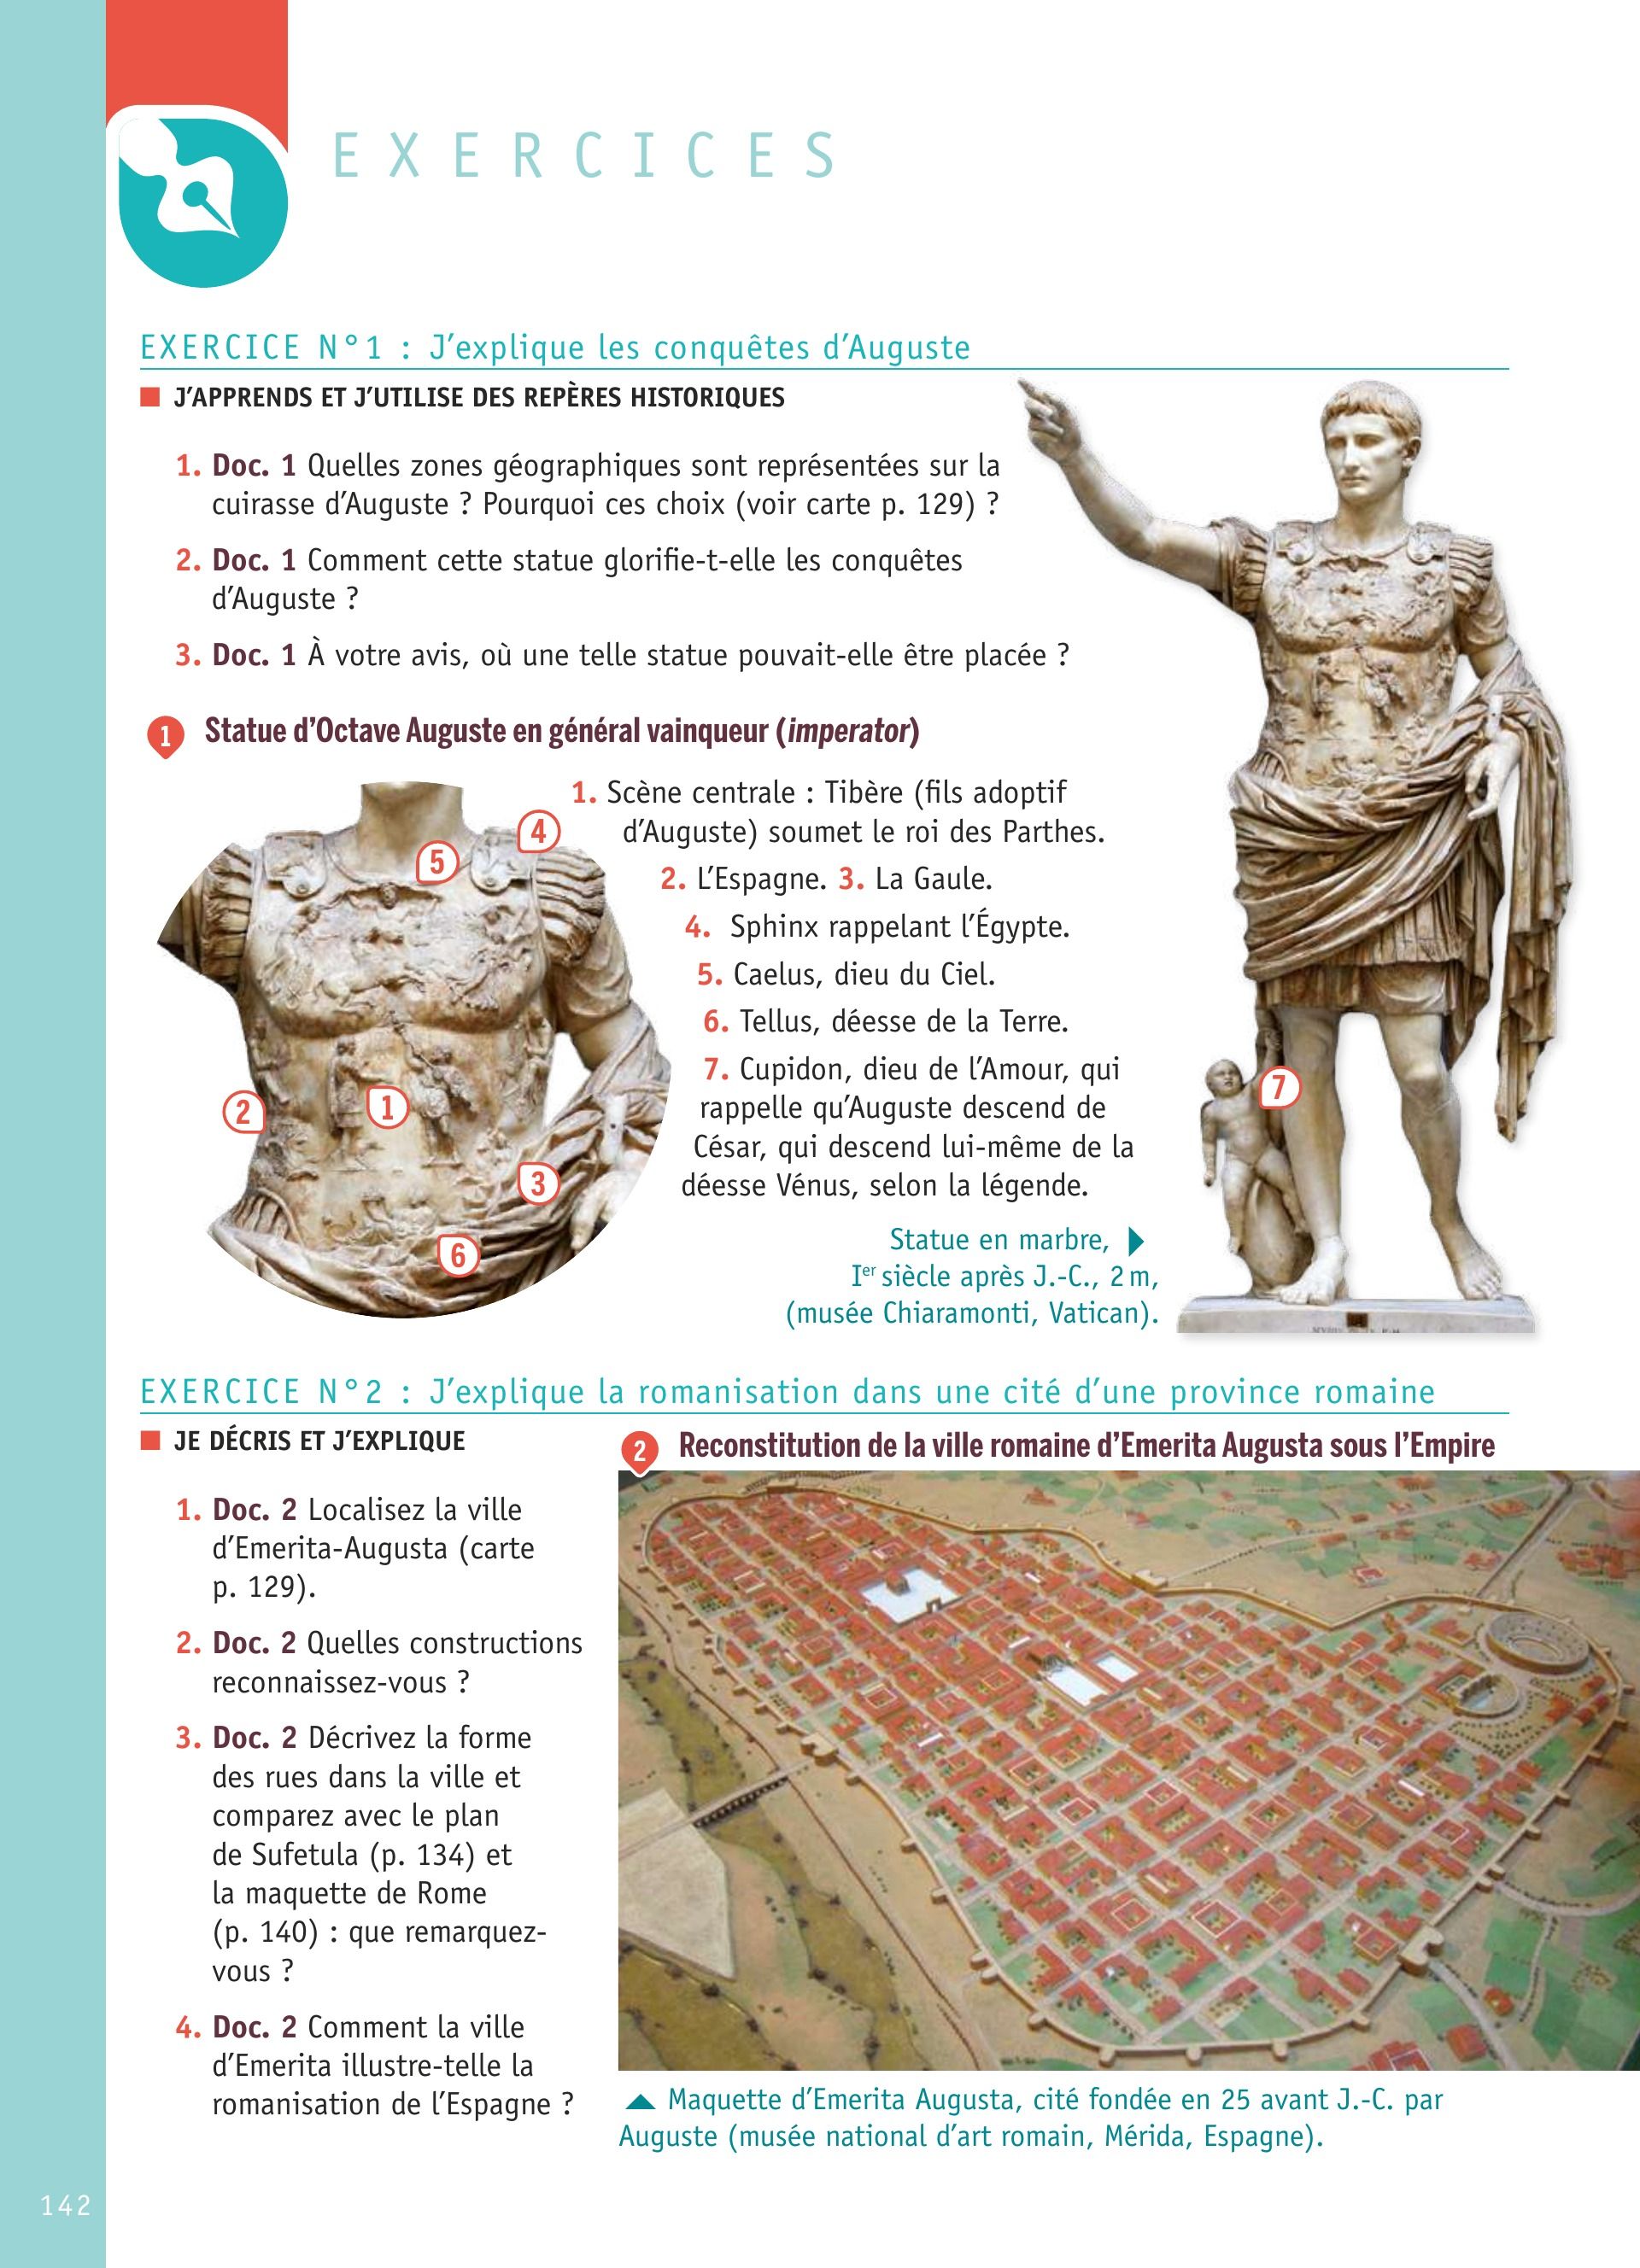 EXERCICES
EXERCICE N°1 : J'explique les conquêtes d'Auguste
J'APPRENDS ET J'UTILISE DES REPÈRES HISTORIQUES
1. Doc. 1 Quelles zones géographiques sont représentées sur la
cuirasse d'Auguste ? Pourquoi ces choix (voir carte p. 129) ?
2. Doc. 1 Comment cette statue glorifie-t-elle les conquêtes
d'Auguste ?
3. Doc. 1 À votre avis, où une telle statue pouvait-elle être placée ?
1 Statue d'Octave Auguste en général vainqueur (imperator)
1. Scène centrale : Tibère (fils adoptif
d'Auguste) soumet le roi des Parthes.
2. L'Espagne. 3. La Gaule.
4. Sphinx rappelant l'Égypte.
5. Caelus, dieu du Ciel.
6. Tellus, déesse de la Terre.
7. Cupidon, dieu de l'Amour, qui
rappelle qu'Auguste descend de
César, qui descend lui-même de la
déesse Vénus, selon la légende.
4
5
2
1
3
6
7
Statue en marbre,
Ier siècle après J.-C., 2 m,
(musée Chiaramonti, Vatican).
EXERCICE N°2 : J'explique la romanisation dans une cité d'une province romaine
JE DÉCRIS ET J'EXPLIQUE
1. Doc. 2 Localisez la ville
d'Emerita-Augusta (carte
p. 129).
2. Doc. 2 Quelles constructions
reconnaissez-vous ?
3. Doc. 2 Décrivez la forme
des rues dans la ville et
comparez avec le plan
de Sufetula (p. 134) et
la maquette de Rome
(p. 140) : que remarquez-
vous ?
4. Doc. 2 Comment la ville
d'Emerita illustre-telle la
romanisation de l'Espagne ?
2 Reconstitution de la ville romaine d'Emerita Augusta sous l'Empire
Maquette d'Emerita Augusta, cité fondée en 25 avant J.-C. par
Auguste (musée national d'art romain, Mérida, Espagne).
142